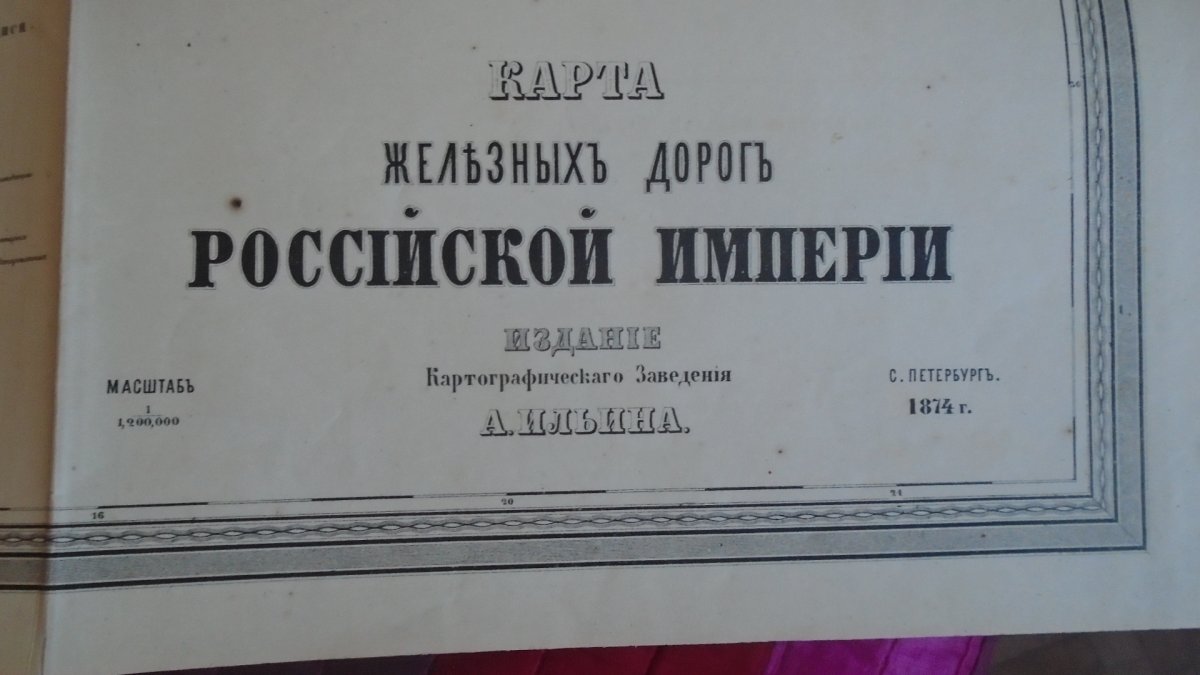 КАРТА
ЖЕЛѢЗНЫХЪ ДОРОГЪ
РОССІЙСКОЙ ИМПЕРІИ
ИЗДАНІЕ
Картографическаго Заведенія
А. ИЛЬИНА.
МАСШТАБЪ
1
1,200,000
С. ПЕТЕРБУРГЪ.
1874 г.
16 20 24